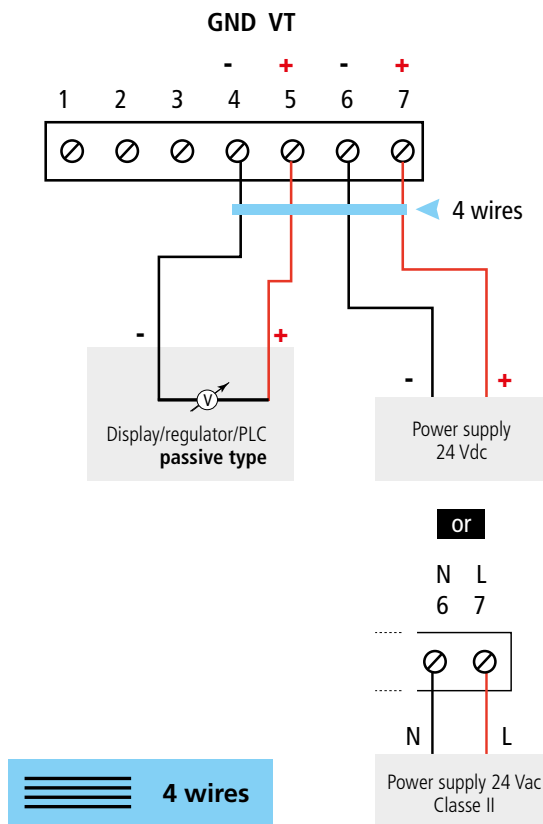 GND VT
- + - +
1 2 3 4 5 6 7
4 wires
- +
V
Display/regulator/PLC
passive type
- +
Power supply
24 Vdc
or
N L
6 7
N L
Power supply 24 Vac
Classe II
4 wires